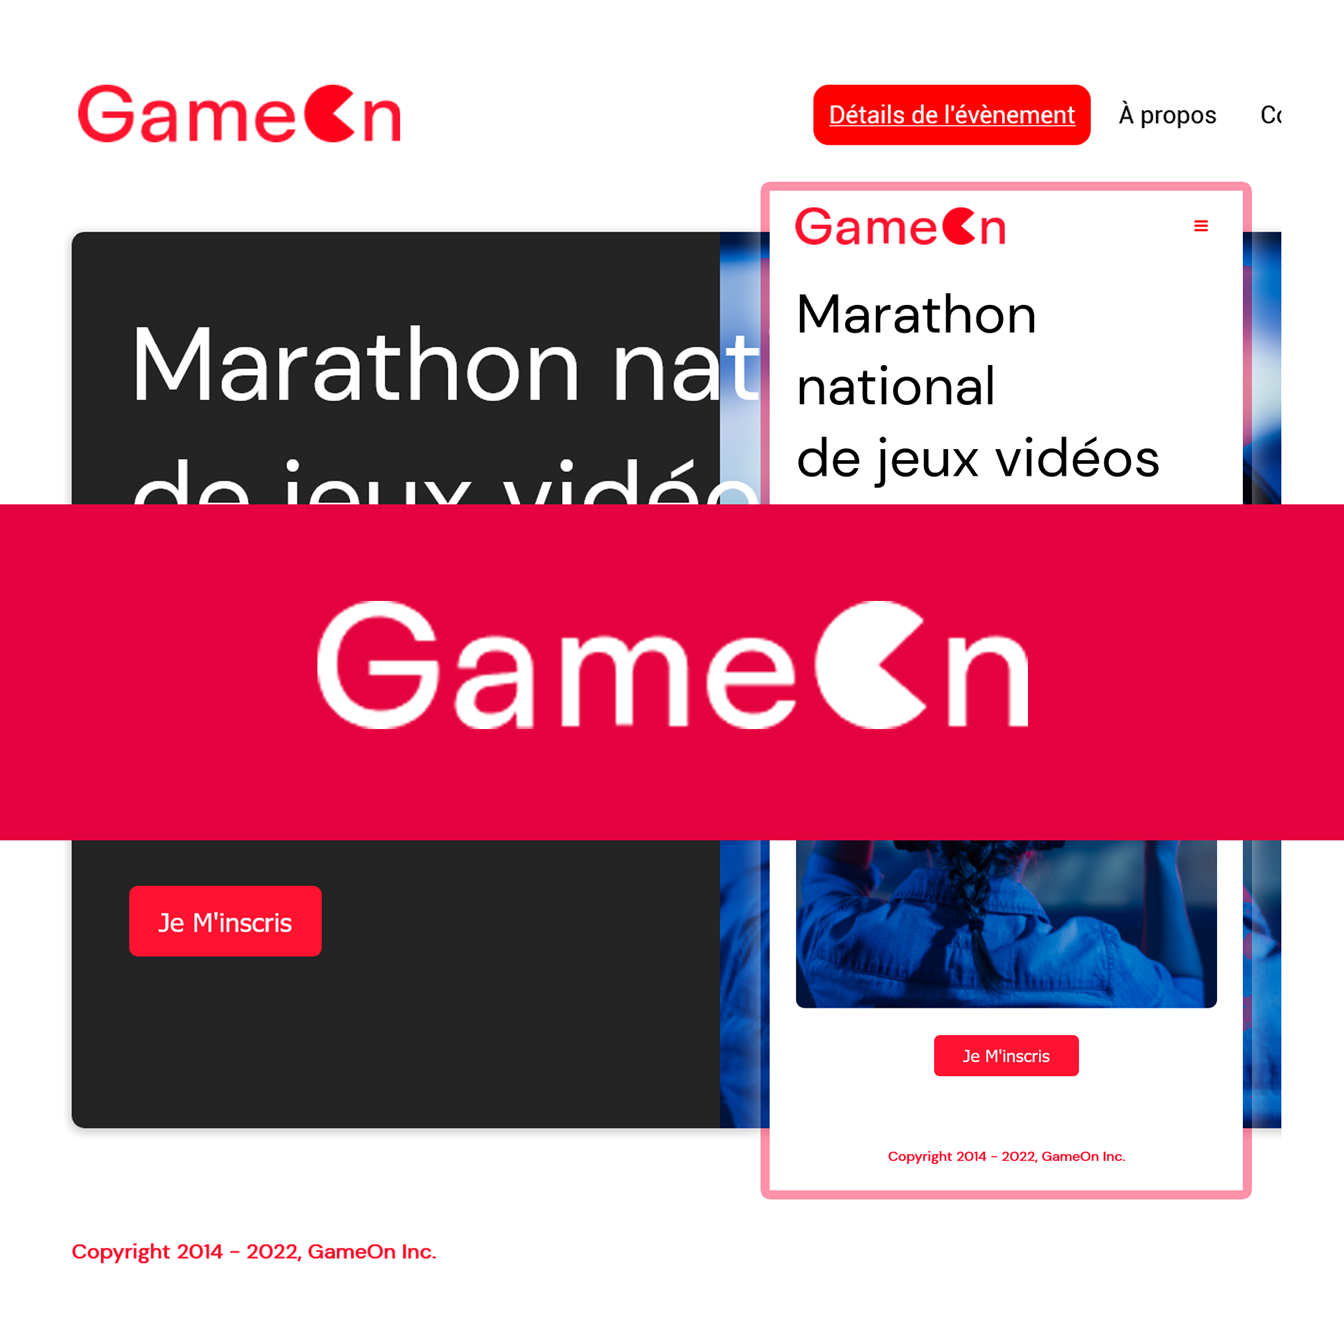 GameOn
Détails de l'évènement
À propos
GameOn
Marathon
national
de jeux vidéos
Marathon nat
de jeux vidéo
GameOn
Je M'inscris
Je M'inscris
Copyright 2014 - 2022, GameOn Inc.
Copyright 2014 - 2022, GameOn Inc.